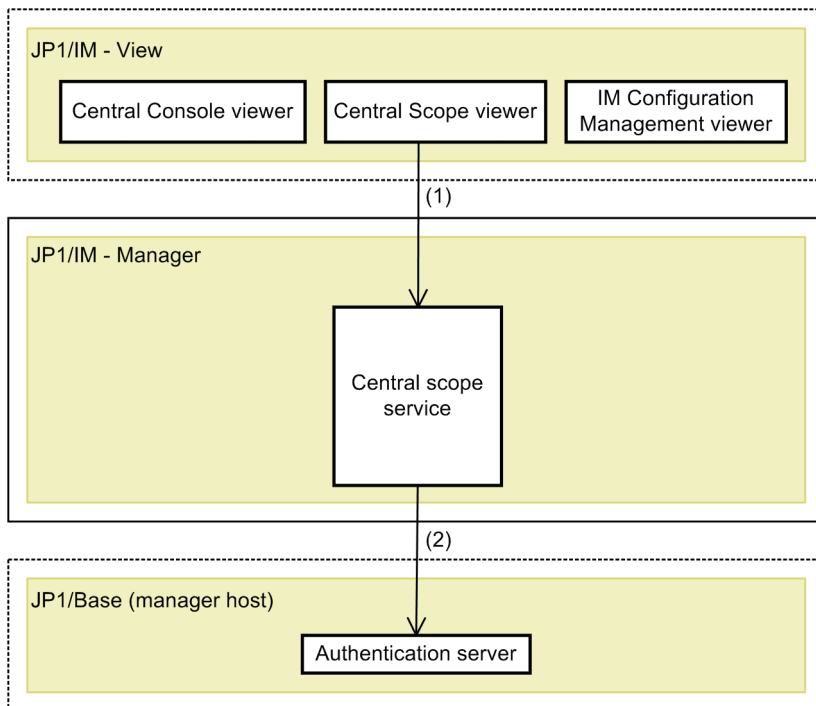 JP1/IM - View
Central Console viewer
Central Scope viewer
IM Configuration
Management viewer
(1)
JP1/IM - Manager
Central scope
service
(2)
JP1/Base (manager host)
Authentication server